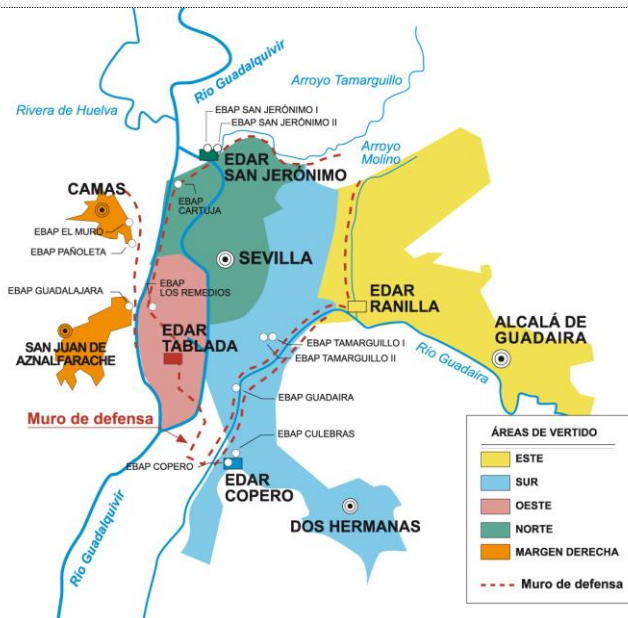 Río Guadalquivir
Arroyo Tamarguillo
Rivera de Huelva
EBAP SAN JERÓNIMO I
EBAP SAN JERÓNIMO II
EDAR
SAN JERÓNIMO
Arroyo
Molino
CAMAS
EBAP
CARTUJA
EBAP EL MURO
EBAP PAÑOLETA
SEVILLA
EBAP GUADALAJARA
EBAP
LOS REMEDIOS
EDAR
RANILLA
SAN JUAN DE
AZNALFARACHE
EDAR
TABLADA
EBAP TAMARGUILLO I
EBAP TAMARGUILLO II
ALCALÁ DE
GUADAIRA
Río Guadaira
EBAP GUADAIRA
Muro de defensa
EBAP CULEBRAS
EBAP COPERO
EDAR
COPERO
DOS HERMANAS
Río Guadalquivir
ÁREAS DE VERTIDO
ESTE
SUR
OESTE
NORTE
MARGEN DERECHA
Muro de defensa